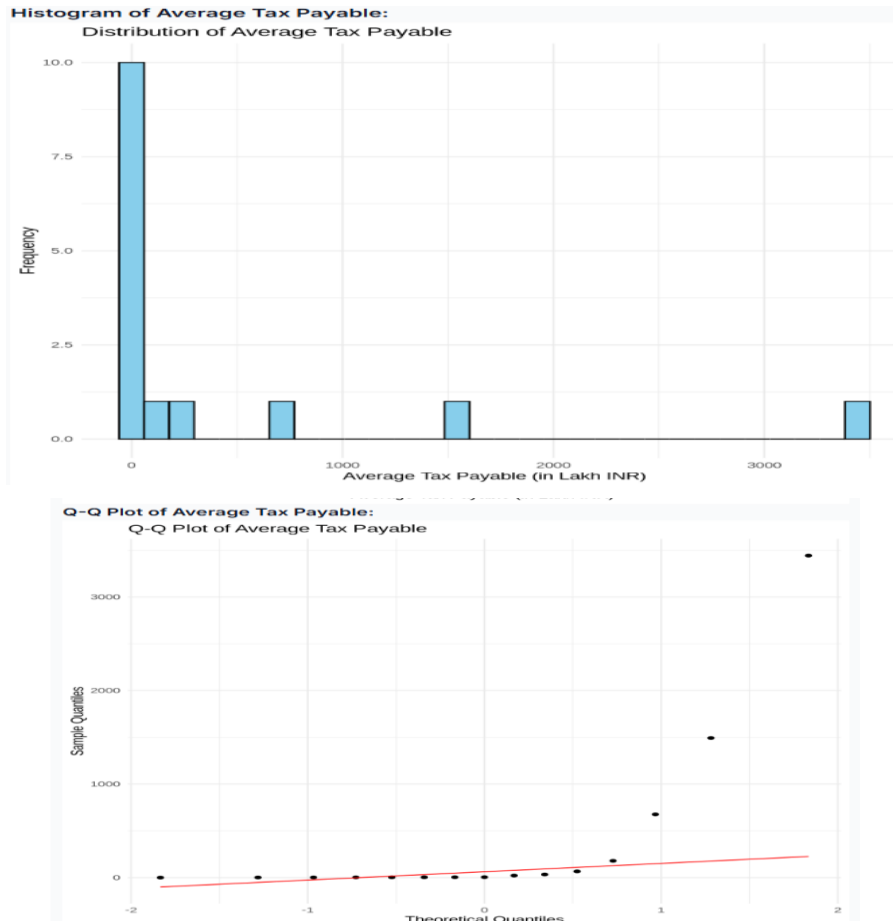 Histogram of Average Tax Payable:
Distribution of Average Tax Payable
10.0
7.5
5.0
2.5
0.0
Frequency
0 1000 2000 3000
Average Tax Payable (in Lakh INR)
Q-Q Plot of Average Tax Payable:
Q-Q Plot of Average Tax Payable
3000
2000
1000
0
Sample Quantiles
-2 -1 0 1 2
Theoretical Quantiles